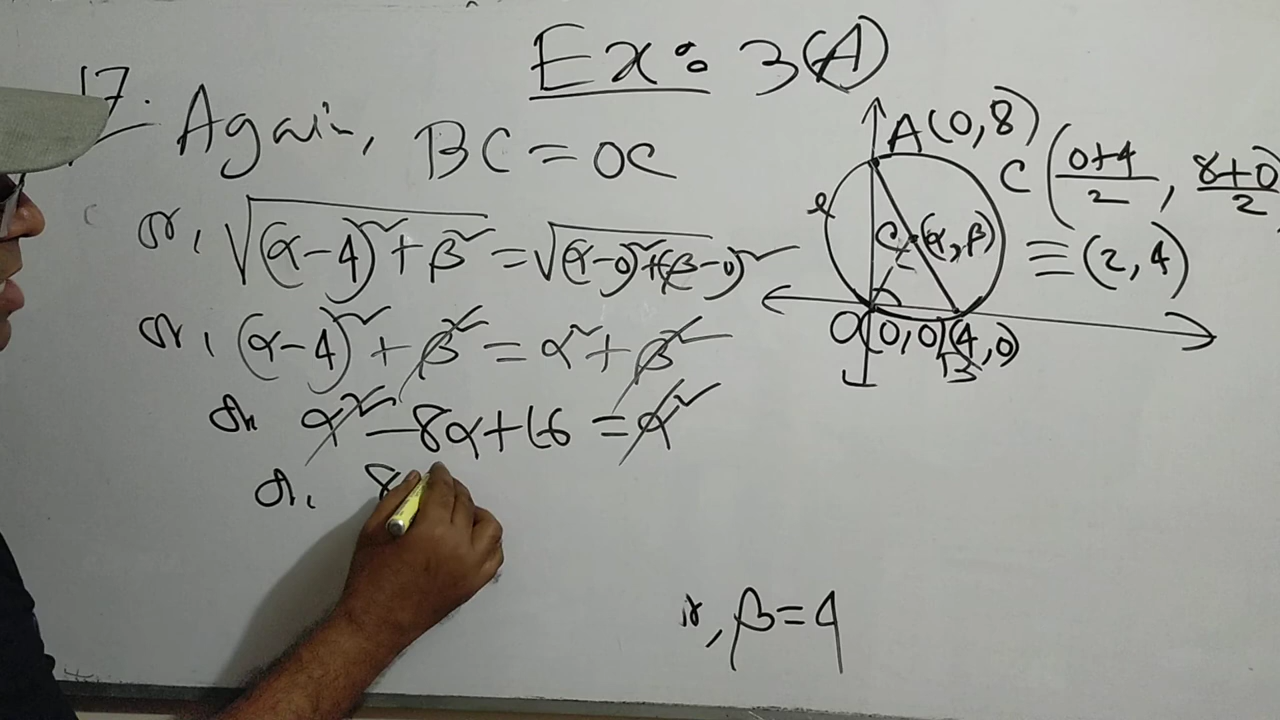 Ex: 3(A)
17. Again, BC = OC
or, √(α-4)²+β² = √(α-0)²+(β-0)²
or, (α-4)²+β² = α²+β²
or α²-8α+16 = α²
or, 8
A(0,8)
C(0+4/2, 8+0/2)
≡(2,4)
C(α,β)
O(0,0) (4,0)
B
or, β=4